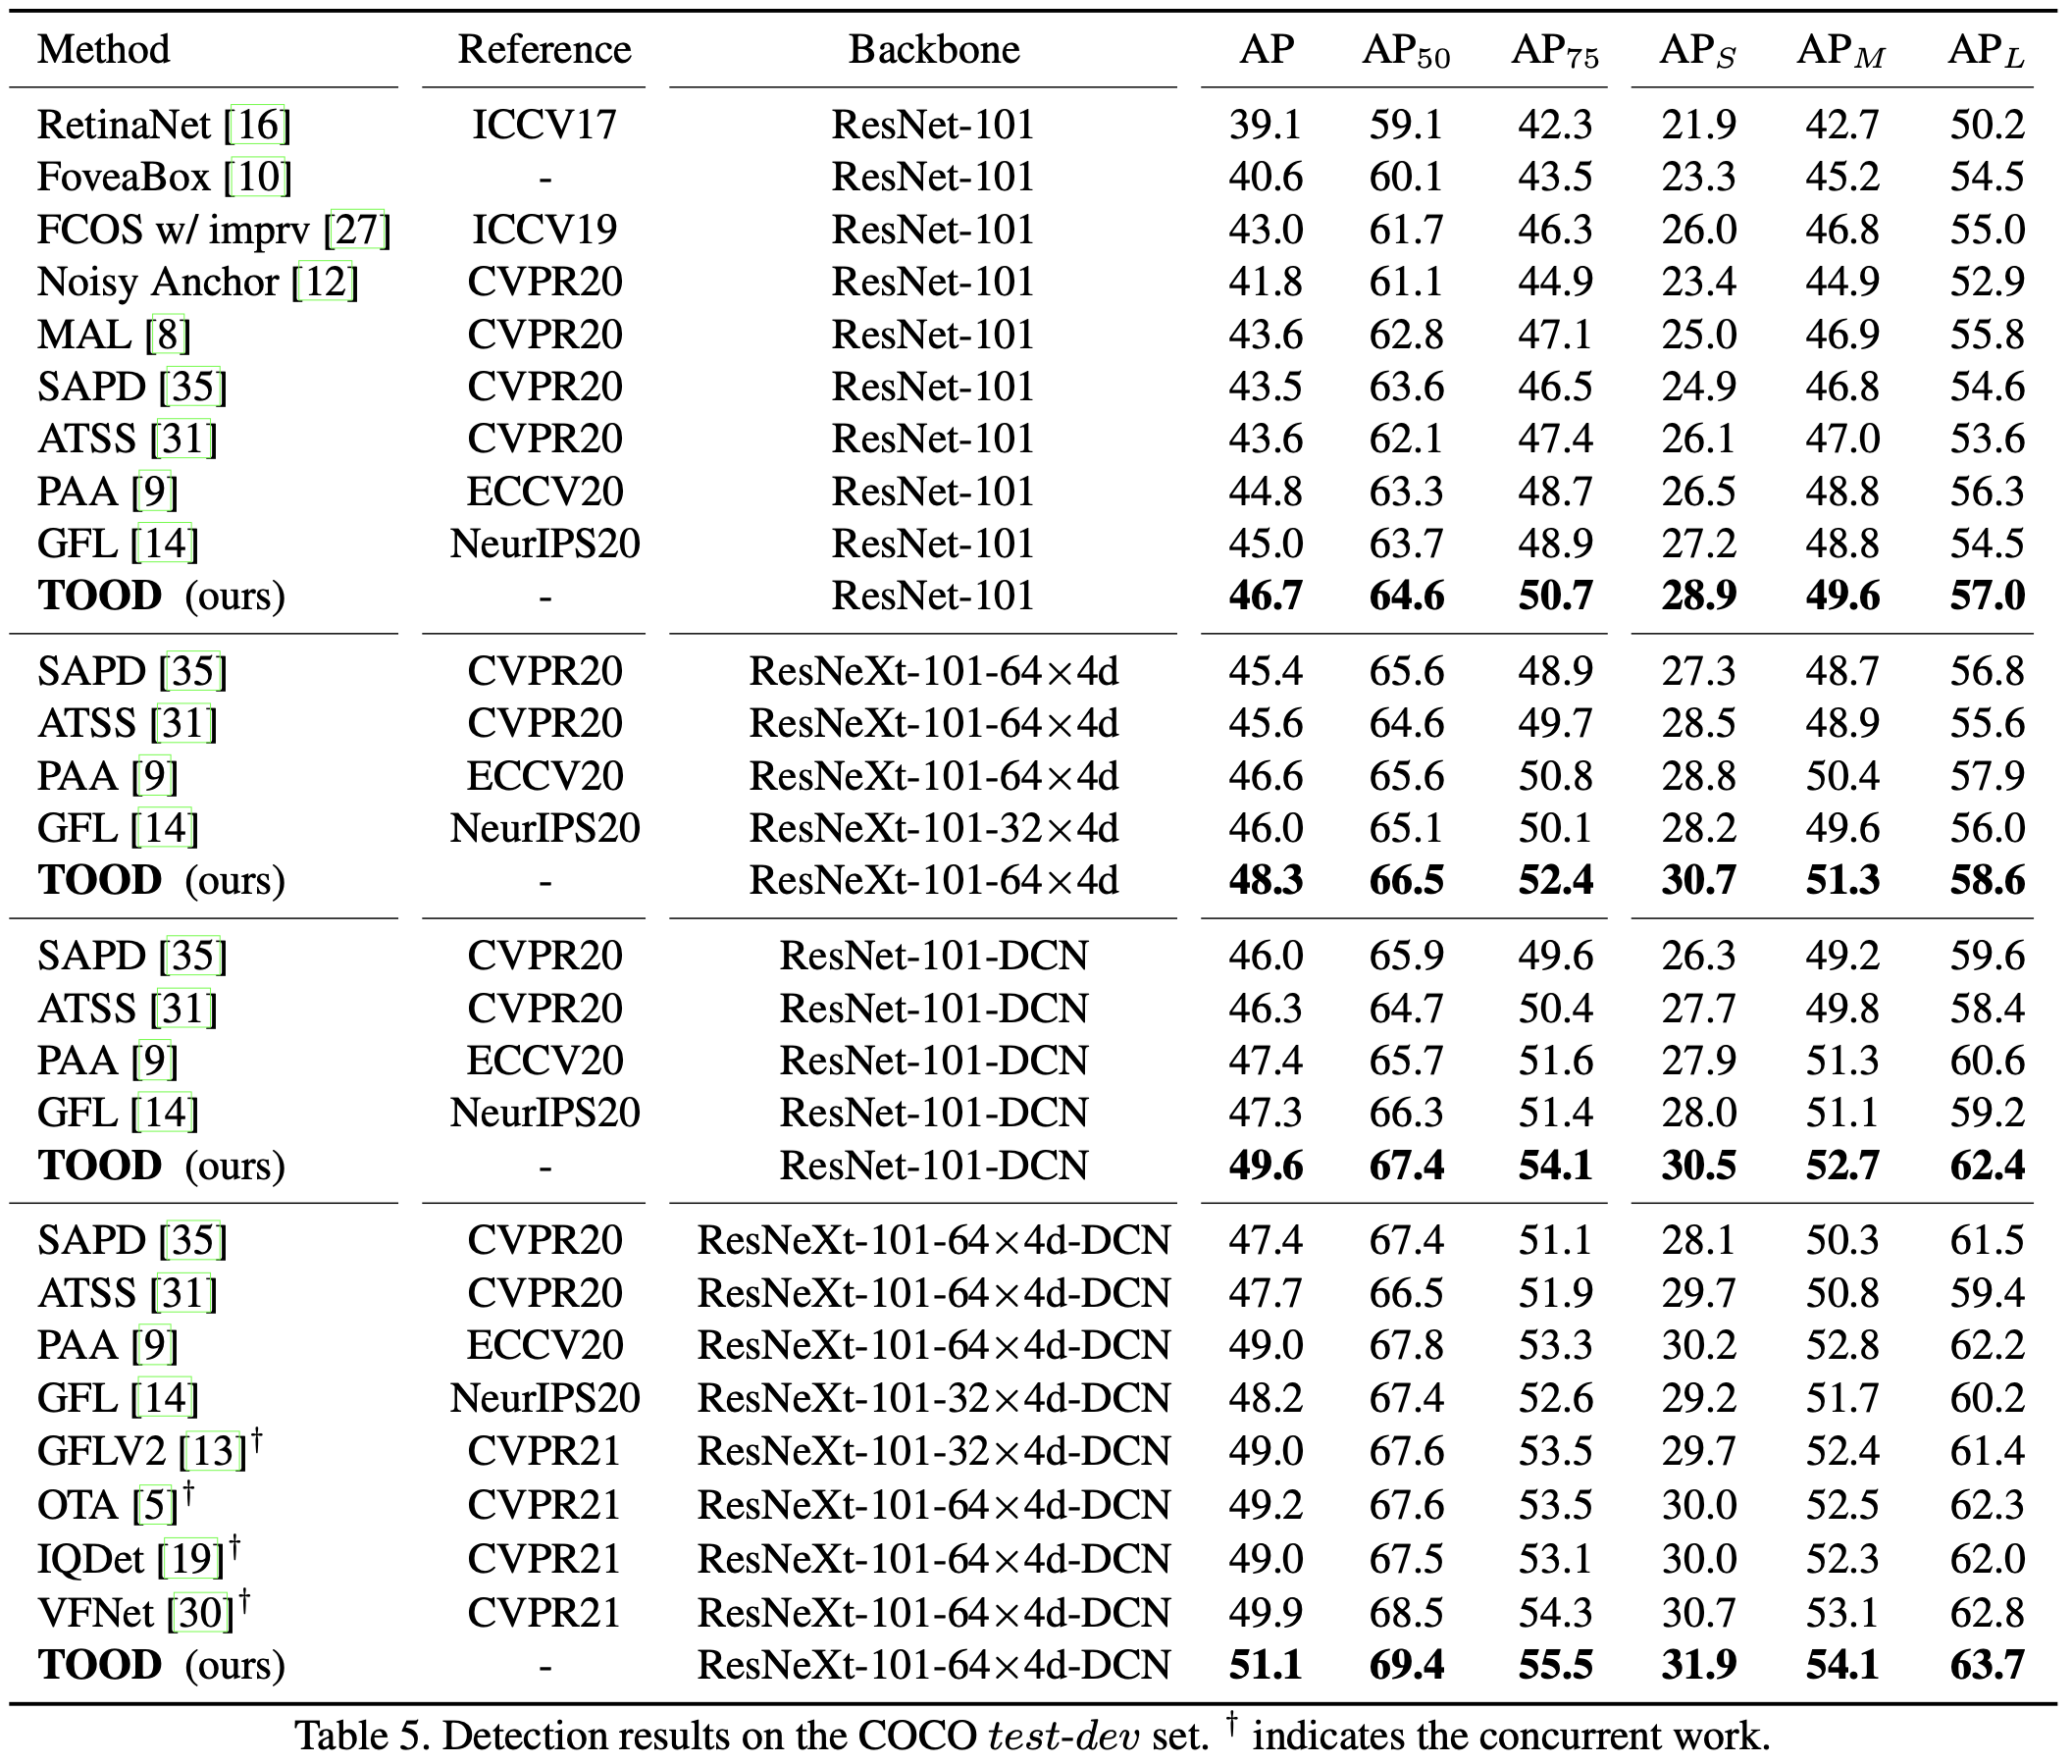 Method Reference Backbone AP AP50 AP75 APS APM APL
RetinaNet [16] ICCV17 ResNet-101 39.1 59.1 42.3 21.9 42.7 50.2
FoveaBox [10] - ResNet-101 40.6 60.1 43.5 23.3 45.2 54.5
FCOS w/ imprv [27] ICCV19 ResNet-101 43.0 61.7 46.3 26.0 46.8 55.0
Noisy Anchor [12] CVPR20 ResNet-101 41.8 61.1 44.9 23.4 44.9 52.9
MAL [8] CVPR20 ResNet-101 43.6 62.8 47.1 25.0 46.9 55.8
SAPD [35] CVPR20 ResNet-101 43.5 63.6 46.5 24.9 46.8 54.6
ATSS [31] CVPR20 ResNet-101 43.6 62.1 47.4 26.1 47.0 53.6
PAA [9] ECCV20 ResNet-101 44.8 63.3 48.7 26.5 48.8 56.3
GFL [14] NeurIPS20 ResNet-101 45.0 63.7 48.9 27.2 48.8 54.5
TOOD (ours) - ResNet-101 46.7 64.6 50.7 28.9 49.6 57.0
SAPD [35] CVPR20 ResNeXt-101-64×4d 45.4 65.6 48.9 27.3 48.7 56.8
ATSS [31] CVPR20 ResNeXt-101-64×4d 45.6 64.6 49.7 28.5 48.9 55.6
PAA [9] ECCV20 ResNeXt-101-64×4d 46.6 65.6 50.8 28.8 50.4 57.9
GFL [14] NeurIPS20 ResNeXt-101-32×4d 46.0 65.1 50.1 28.2 49.6 56.0
TOOD (ours) - ResNeXt-101-64×4d 48.3 66.5 52.4 30.7 51.3 58.6
SAPD [35] CVPR20 ResNet-101-DCN 46.0 65.9 49.6 26.3 49.2 59.6
ATSS [31] CVPR20 ResNet-101-DCN 46.3 64.7 50.4 27.7 49.8 58.4
PAA [9] ECCV20 ResNet-101-DCN 47.4 65.7 51.6 27.9 51.3 60.6
GFL [14] NeurIPS20 ResNet-101-DCN 47.3 66.3 51.4 28.0 51.1 59.2
TOOD (ours) - ResNet-101-DCN 49.6 67.4 54.1 30.5 52.7 62.4
SAPD [35] CVPR20 ResNeXt-101-64×4d-DCN 47.4 67.4 51.1 28.1 50.3 61.5
ATSS [31] CVPR20 ResNeXt-101-64×4d-DCN 47.7 66.5 51.9 29.7 50.8 59.4
PAA [9] ECCV20 ResNeXt-101-64×4d-DCN 49.0 67.8 53.3 30.2 52.8 62.2
GFL [14] NeurIPS20 ResNeXt-101-32×4d-DCN 48.2 67.4 52.6 29.2 51.7 60.2
GFLV2 [13]† CVPR21 ResNeXt-101-32×4d-DCN 49.0 67.6 53.5 29.7 52.4 61.4
OTA [5]† CVPR21 ResNeXt-101-64×4d-DCN 49.2 67.6 53.5 30.0 52.5 62.3
IQDet [19]† CVPR21 ResNeXt-101-64×4d-DCN 49.0 67.5 53.1 30.0 52.3 62.0
VFNet [30]† CVPR21 ResNeXt-101-64×4d-DCN 49.9 68.5 54.3 30.7 53.1 62.8
TOOD (ours) - ResNeXt-101-64×4d-DCN 51.1 69.4 55.5 31.9 54.1 63.7
Table 5. Detection results on the COCO test-dev set. † indicates the concurrent work.